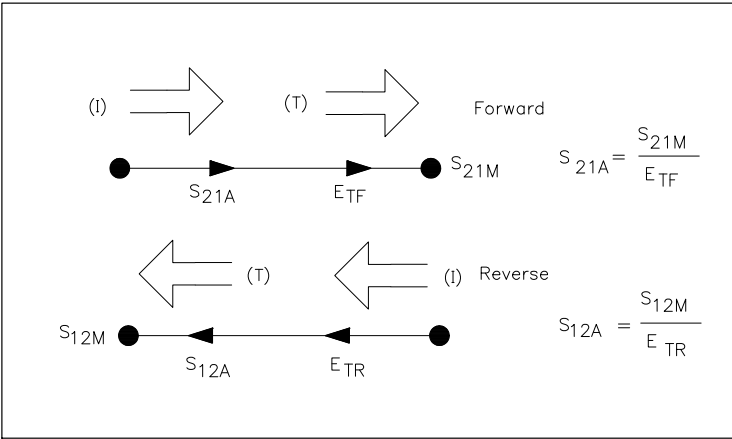 (I)
(T)
Forward
S21A
ETF
S21M
S21A = S21M / ETF
(T)
(I)
Reverse
S12M
S12A
ETR
S12A = S12M / ETR